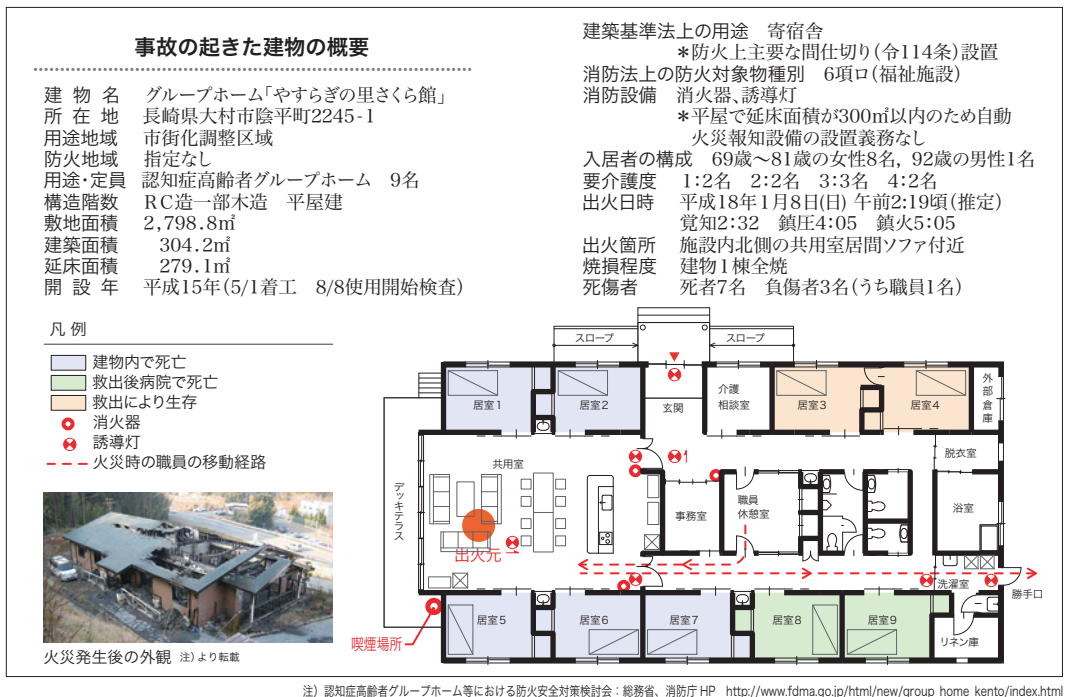 事故の起きた建物の概要
建物名 グループホーム「やすらぎの里さくら館」
所在地 長崎県大村市陰平町2245-1
用途地域 市街化調整区域
防火地域 指定なし
用途・定員 認知症高齢者グループホーム 9名
構造階数 RC造一部木造 平屋建
敷地面積 2,798.8㎡
建築面積 304.2㎡
延床面積 279.1㎡
開設年 平成15年(5/1着工 8/8使用開始検査)
建築基準法上の用途 寄宿舎
＊防火上主要な間仕切り(令114条)設置
消防法上の防火対象物種別 6項ロ(福祉施設)
消防設備 消火器、誘導灯
＊平屋で延床面積が300㎡以内のため自動
火災報知設備の設置義務なし
入居者の構成 69歳〜81歳の女性8名, 92歳の男性1名
要介護度 1:2名 2:2名 3:3名 4:2名
出火日時 平成18年1月8日(日) 午前2:19頃(推定)
覚知2:32 鎮圧4:05 鎮火5:05
出火箇所 施設内北側の共用室居間ソファ付近
焼損程度 建物1棟全焼
死傷者 死者7名 負傷者3名(うち職員1名)
凡例
建物内で死亡
救出後病院で死亡
救出により生存
消火器
誘導灯
火災時の職員の移動経路
火災発生後の外観 注)より転載
スロープ
スロープ
居室1
居室2
玄関
介護
相談室
居室3
居室4
外部倉庫
デッキテラス
共用室
出火元
事務室
職員
休憩室
脱衣室
浴室
洗濯室
勝手口
喫煙場所
居室5
居室6
居室7
居室8
居室9
リネン庫
注) 認知症高齢者グループホーム等における防火安全対策検討会：総務省、消防庁HP http://www.fdma.go.jp/html/new/group_home_kento/index.html